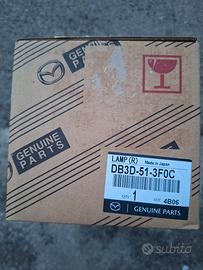 GENUINE
PARTS
LAMP(R) Made in Japan
DB3D-51-3F0C
1
4B06
GENUINE PARTS
subito